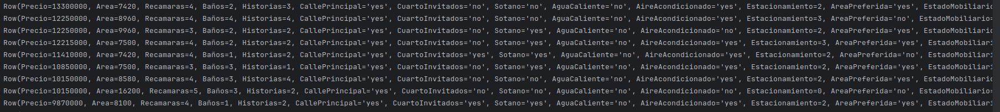 Row(Precio=13300000, Area=7420, Recamaras=4, Baños=2, Historias=3, CallePrincipal='yes', CuartoInvitados='no', Sotano='no', AguaCaliente='no', AireAcondicionado='yes', Estacionamiento=2, AreaPreferida='yes', EstadoMobiliario
Row(Precio=12250000, Area=8960, Recamaras=4, Baños=4, Historias=4, CallePrincipal='yes', CuartoInvitados='no', Sotano='no', AguaCaliente='no', AireAcondicionado='yes', Estacionamiento=3, AreaPreferida='no', EstadoMobiliario=
Row(Precio=12250000, Area=9960, Recamaras=3, Baños=2, Historias=2, CallePrincipal='yes', CuartoInvitados='no', Sotano='yes', AguaCaliente='no', AireAcondicionado='no', Estacionamiento=2, AreaPreferida='yes', EstadoMobiliario
Row(Precio=12215000, Area=7500, Recamaras=4, Baños=2, Historias=2, CallePrincipal='yes', CuartoInvitados='no', Sotano='yes', AguaCaliente='no', AireAcondicionado='yes', Estacionamiento=3, AreaPreferida='yes', EstadoMobiliari
Row(Precio=11410000, Area=7420, Recamaras=4, Baños=1, Historias=2, CallePrincipal='yes', CuartoInvitados='yes', Sotano='yes', AguaCaliente='no', AireAcondicionado='yes', Estacionamiento=2, AreaPreferida='no', EstadoMobiliari
Row(Precio=10850000, Area=7500, Recamaras=3, Baños=3, Historias=1, CallePrincipal='yes', CuartoInvitados='no', Sotano='yes', AguaCaliente='no', AireAcondicionado='yes', Estacionamiento=2, AreaPreferida='yes', EstadoMobiliari
Row(Precio=10150000, Area=8580, Recamaras=4, Baños=3, Historias=4, CallePrincipal='yes', CuartoInvitados='no', Sotano='no', AguaCaliente='no', AireAcondicionado='yes', Estacionamiento=2, AreaPreferida='yes', EstadoMobiliario
Row(Precio=10150000, Area=16200, Recamaras=5, Baños=3, Historias=2, CallePrincipal='yes', CuartoInvitados='no', Sotano='no', AguaCaliente='no', AireAcondicionado='no', Estacionamiento=0, AreaPreferida='no', EstadoMobiliario=
Row(Precio=9870000, Area=8100, Recamaras=4, Baños=1, Historias=2, CallePrincipal='yes', CuartoInvitados='yes', Sotano='yes', AguaCaliente='no', AireAcondicionado='yes', Estacionamiento=2, AreaPreferida='yes', EstadoMobiliari